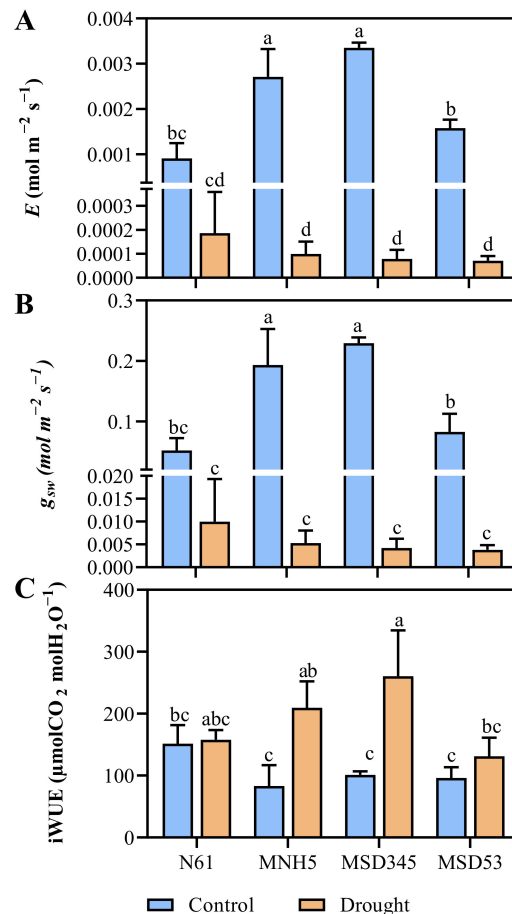 A
E (mol m⁻² s⁻¹)
0.004
0.003
0.002
0.001
0.0003
0.0002
0.0001
0.0000
bc
cd
a
d
a
d
b
d
B
g_sw (mol m⁻² s⁻¹)
0.3
0.2
0.1
0.020
0.015
0.010
0.005
0.000
bc
c
a
c
a
c
b
c
C
iWUE (µmolCO₂ molH₂O⁻¹)
400
300
200
100
0
bc
abc
c
ab
c
a
c
bc
N61 MNH5 MSD345 MSD53
Control Drought